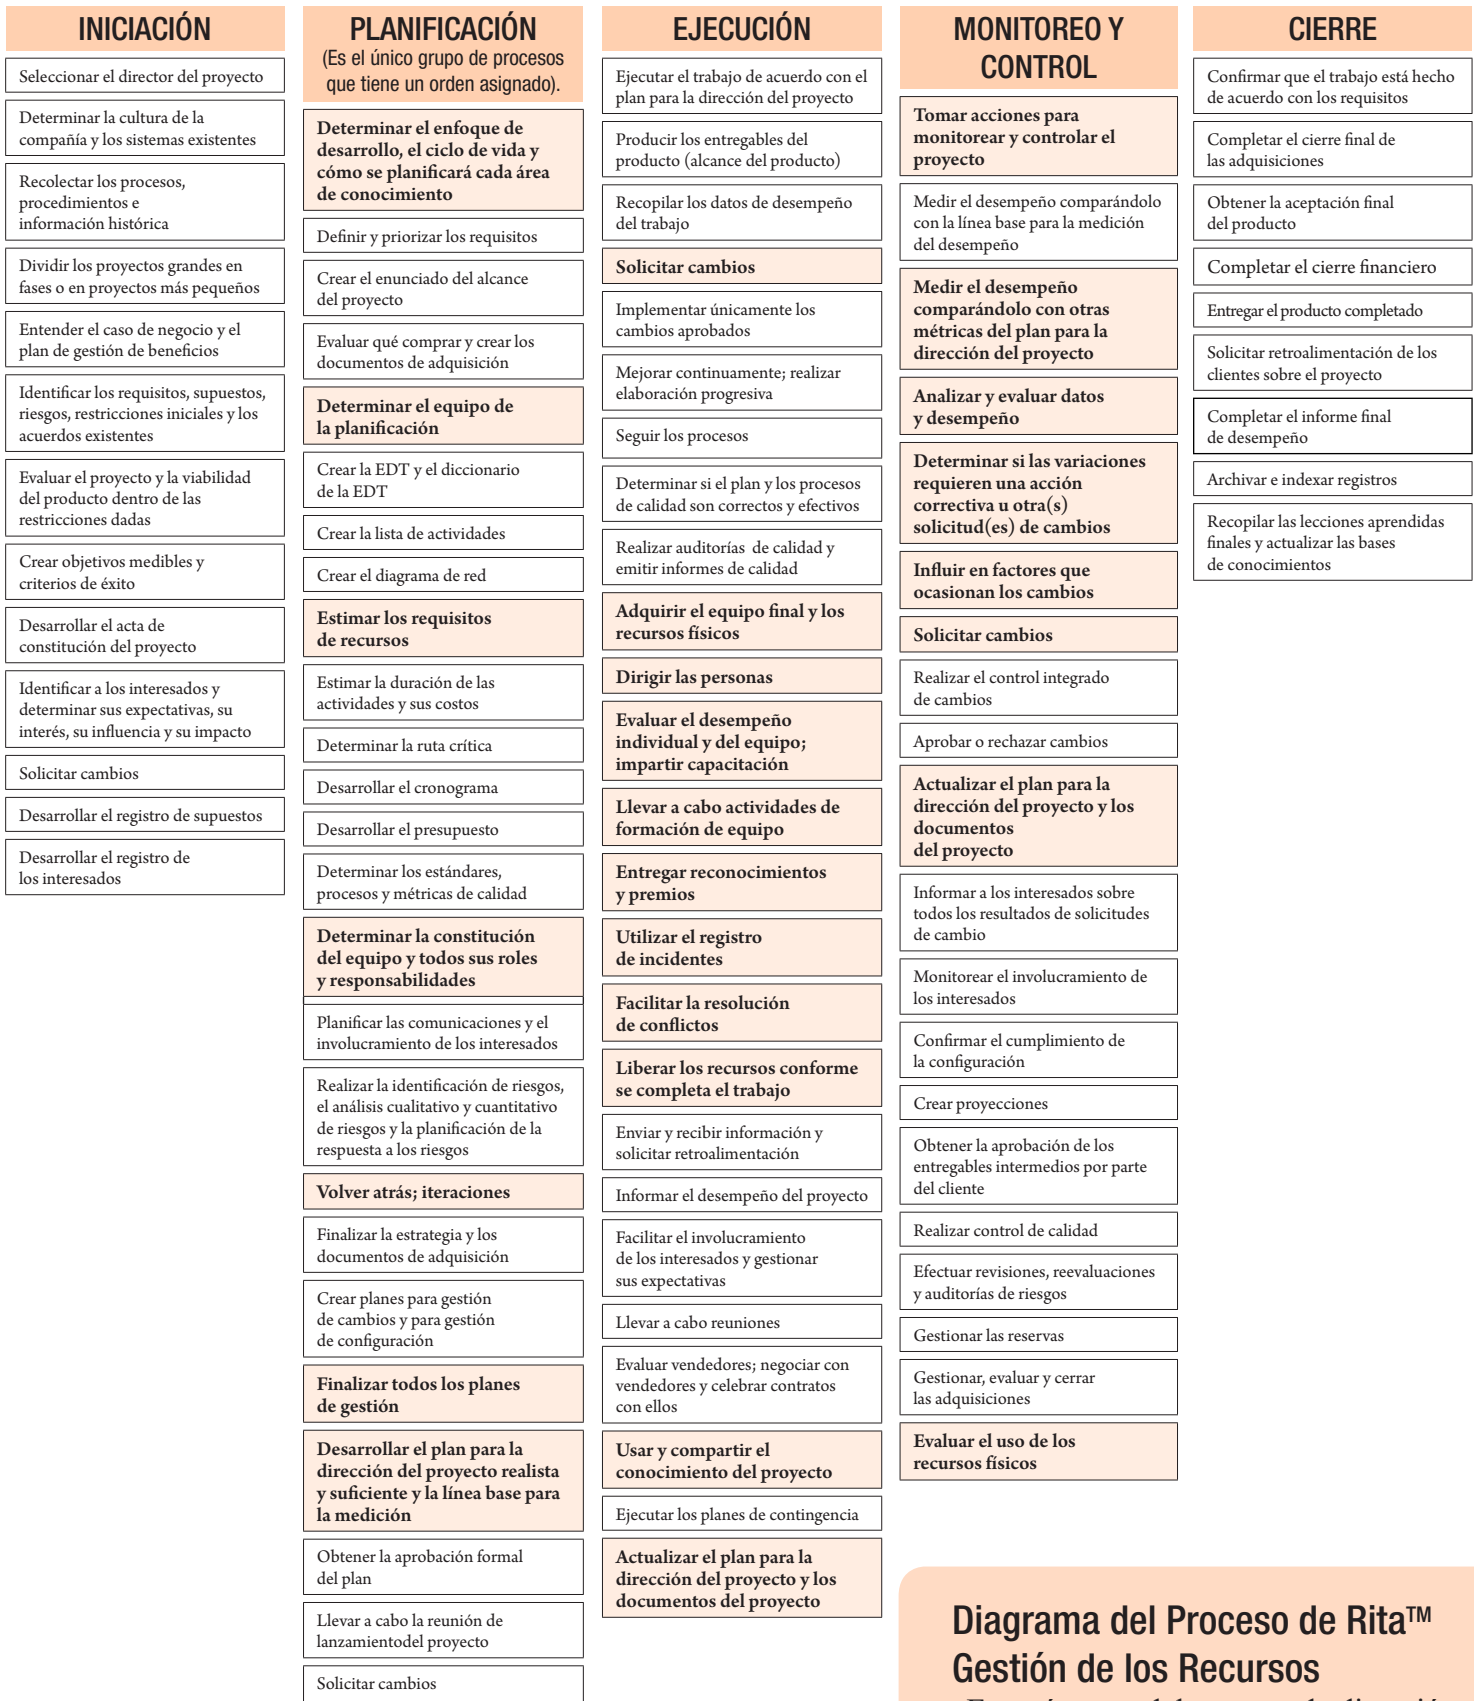 INICIACIÓN
Seleccionar el director del proyecto
Determinar la cultura de la
compañía y los sistemas existentes
Recolectar los procesos,
procedimientos e
información histórica
Dividir los proyectos grandes en
fases o en proyectos más pequeños
Entender el caso de negocio y el
plan de gestión de beneficios
Identificar los requisitos, supuestos,
riesgos, restricciones iniciales y los
acuerdos existentes
Evaluar el proyecto y la viabilidad
del producto dentro de las
restricciones dadas
Crear objetivos medibles y
criterios de éxito
Desarrollar el acta de
constitución del proyecto
Identificar a los interesados y
determinar sus expectativas, su
interés, su influencia y su impacto
Solicitar cambios
Desarrollar el registro de supuestos
Desarrollar el registro de
los interesados
PLANIFICACIÓN
(Es el único grupo de procesos
que tiene un orden asignado).
Determinar el enfoque de
desarrollo, el ciclo de vida y
cómo se planificará cada área
de conocimiento
Definir y priorizar los requisitos
Crear el enunciado del alcance
del proyecto
Evaluar qué comprar y crear los
documentos de adquisición
Determinar el equipo de
la planificación
Crear la EDT y el diccionario
de la EDT
Crear la lista de actividades
Crear el diagrama de red
Estimar los requisitos
de recursos
Estimar la duración de las
actividades y sus costos
Determinar la ruta crítica
Desarrollar el cronograma
Desarrollar el presupuesto
Determinar los estándares,
procesos y métricas de calidad
Determinar la constitución
del equipo y todos sus roles
y responsabilidades
Planificar las comunicaciones y el
involucramiento de los interesados
Realizar la identificación de riesgos,
el análisis cualitativo y cuantitativo
de riesgos y la planificación de la
respuesta a los riesgos
Volver atrás; iteraciones
Finalizar la estrategia y los
documentos de adquisición
Crear planes para gestión
de cambios y para gestión
de configuración
Finalizar todos los planes
de gestión
Desarrollar el plan para la
dirección del proyecto realista
y suficiente y la línea base para
la medición
Obtener la aprobación formal
del plan
Llevar a cabo la reunión de
lanzamientodel proyecto
Solicitar cambios
EJECUCIÓN
Ejecutar el trabajo de acuerdo con el
plan para la dirección del proyecto
Producir los entregables del
producto (alcance del producto)
Recopilar los datos de desempeño
del trabajo
Solicitar cambios
Implementar únicamente los
cambios aprobados
Mejorar continuamente; realizar
elaboración progresiva
Seguir los procesos
Determinar si el plan y los procesos
de calidad son correctos y efectivos
Realizar auditorías de calidad y
emitir informes de calidad
Adquirir el equipo final y los
recursos físicos
Dirigir las personas
Evaluar el desempeño
individual y del equipo;
impartir capacitación
Llevar a cabo actividades de
formación de equipo
Entregar reconocimientos
y premios
Utilizar el registro
de incidentes
Facilitar la resolución
de conflictos
Liberar los recursos conforme
se completa el trabajo
Enviar y recibir información y
solicitar retroalimentación
Informar el desempeño del proyecto
Facilitar el involucramiento
de los interesados y gestionar
sus expectativas
Llevar a cabo reuniones
Evaluar vendedores; negociar con
vendedores y celebrar contratos
con ellos
Usar y compartir el
conocimiento del proyecto
Ejecutar los planes de contingencia
Actualizar el plan para la
dirección del proyecto y los
documentos del proyecto
MONITOREO Y
CONTROL
Tomar acciones para
monitorear y controlar el
proyecto
Medir el desempeño comparándolo
con la línea base para la medición
del desempeño
Medir el desempeño
comparándolo con otras
métricas del plan para la
dirección del proyecto
Analizar y evaluar datos
y desempeño
Determinar si las variaciones
requieren una acción
correctiva u otra(s)
solicitud(es) de cambios
Influir en factores que
ocasionan los cambios
Solicitar cambios
Realizar el control integrado
de cambios
Aprobar o rechazar cambios
Actualizar el plan para la
dirección del proyecto y los
documentos
del proyecto
Informar a los interesados sobre
todos los resultados de solicitudes
de cambio
Monitorear el involucramiento de
los interesados
Confirmar el cumplimiento de
la configuración
Crear proyecciones
Obtener la aprobación de los
entregables intermedios por parte
del cliente
Realizar control de calidad
Efectuar revisiones, reevaluaciones
y auditorías de riesgos
Gestionar las reservas
Gestionar, evaluar y cerrar
las adquisiciones
Evaluar el uso de los
recursos físicos
CIERRE
Confirmar que el trabajo está hecho
de acuerdo con los requisitos
Completar el cierre final de
las adquisiciones
Obtener la aceptación final
del producto
Completar el cierre financiero
Entregar el producto completado
Solicitar retroalimentación de los
clientes sobre el proyecto
Completar el informe final
de desempeño
Archivar e indexar registros
Recopilar las lecciones aprendidas
finales y actualizar las bases
de conocimientos
Diagrama del Proceso de Rita™
Gestión de los Recursos